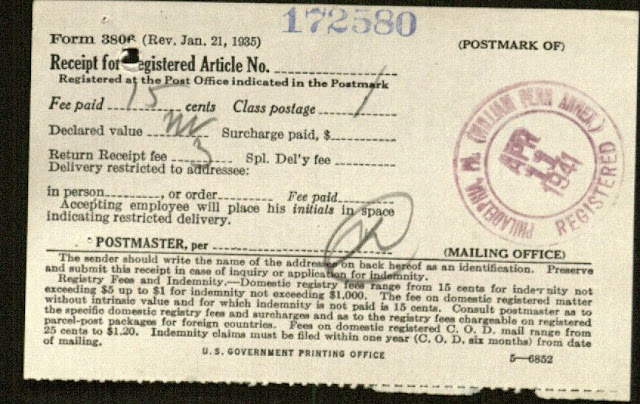 172580
Form 3806 (Rev. Jan. 21, 1935)
(POSTMARK OF)
Receipt for Registered Article No.
Registered at the Post Office indicated in the Postmark
Fee paid 15 cents Class postage 1
Declared value nv Surcharge paid, $
Return Receipt fee 3 Spl. Del'y fee
Delivery restricted to addressee:
in person, or order Fee paid
Accepting employee will place his initials in space
indicating restricted delivery.
POSTMASTER, per
(MAILING OFFICE)
PHILADELPHIA, PA. (WILLIAM PENN ANNEX)
REGISTERED
APR
11
1941
The sender should write the name of the addressee on back hereof as an identification. Preserve
and submit this receipt in case of inquiry or application for indemnity.
Registry Fees and Indemnity.—Domestic registry fees range from 15 cents for indemnity not
exceeding $5 up to $1 for indemnity not exceeding $1,000. The fee on domestic registered matter
without intrinsic value and for which indemnity is not paid is 15 cents. Consult postmaster as to
the specific domestic registry fees and surcharges and as to the registry fees chargeable on registered
parcel-post packages for foreign countries. Fees on domestic registered C. O. D. mail range from
25 cents to $1.20. Indemnity claims must be filed within one year (C. O. D. six months) from date
of mailing.
U. S. GOVERNMENT PRINTING OFFICE
5—6852